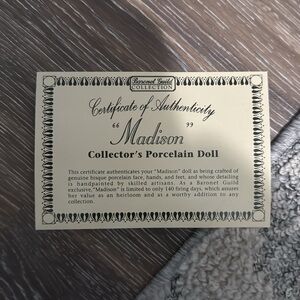 Baronet Guild
COLLECTION
Certificate of Authenticity
"Madison"
Collector's Porcelain Doll
This certificate authenticates your "Madison" doll as being crafted of
genuine bisque porcelain face, hands, and feet, and whose detailing
is handpainted by skilled artisans. As a Baronet Guild
exclusive, "Madison" is limited to only 140 firing days, which ensures
her value as an heirloom and as a worthy addition to any
collection.